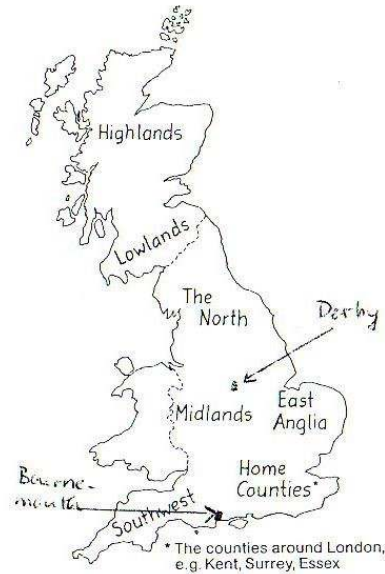 Highlands
Lowlands
The
North
Derby
Midlands
East
Anglia
Home
Counties*
Bourne-
mouth
Southwest
*
* The counties around London,
e.g. Kent, Surrey, Essex